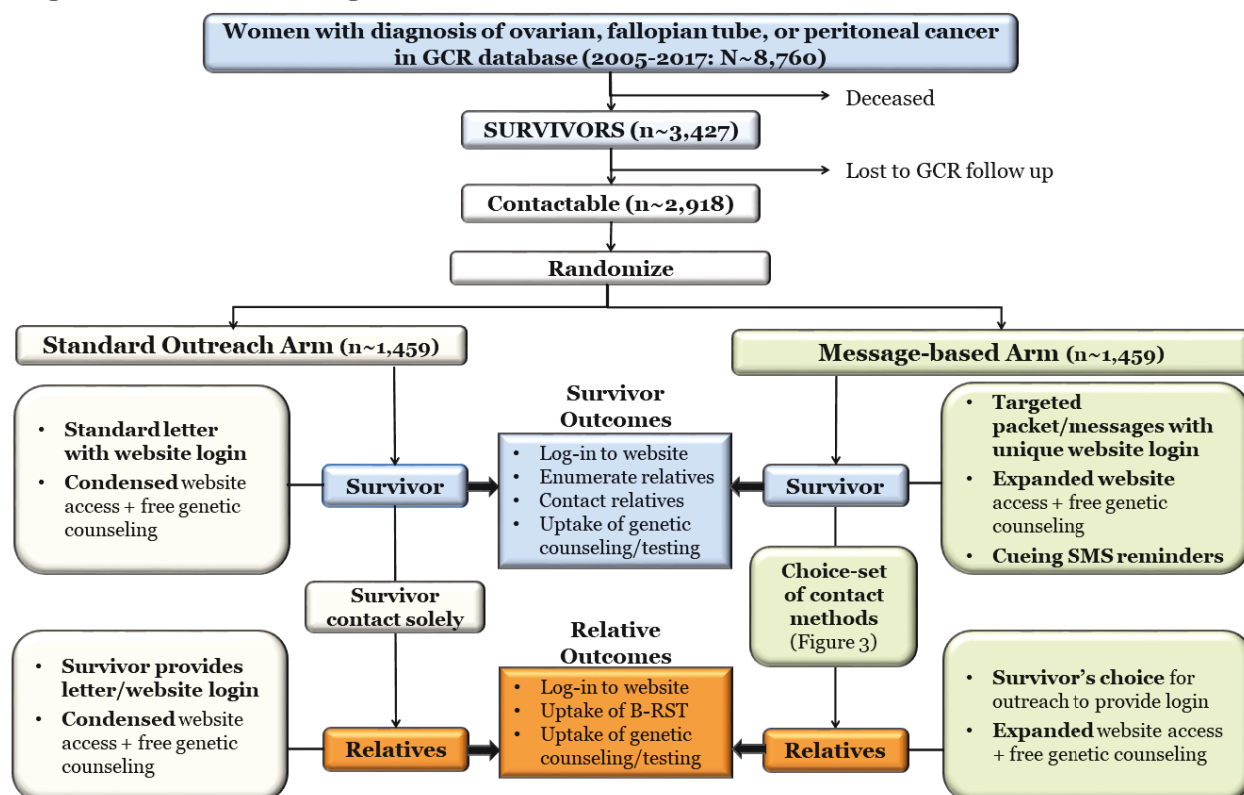 Women with diagnosis of ovarian, fallopian tube, or peritoneal cancer
in GCR database (2005-2017: N~8,760)
Deceased
SURVIVORS (n~3,427)
Lost to GCR follow up
Contactable (n~2,918)
Randomize
Standard Outreach Arm (n~1,459)
Message-based Arm (n~1,459)
• Standard letter
with website login
• Condensed website
access + free genetic
counseling
Survivor
Survivor
Outcomes
• Log-in to website
• Enumerate relatives
• Contact relatives
• Uptake of genetic
counseling/testing
Survivor
• Targeted
packet/messages with
unique website login
• Expanded website
access + free genetic
counseling
• Cueing SMS reminders
Survivor
contact solely
Choice-set
of contact
methods
(Figure 3)
• Survivor provides
letter/website login
• Condensed website
access + free genetic
counseling
Relatives
Relative
Outcomes
• Log-in to website
• Uptake of B-RST
• Uptake of genetic
counseling/testing
Relatives
• Survivor's choice for
outreach to provide login
• Expanded website access
+ free genetic counseling